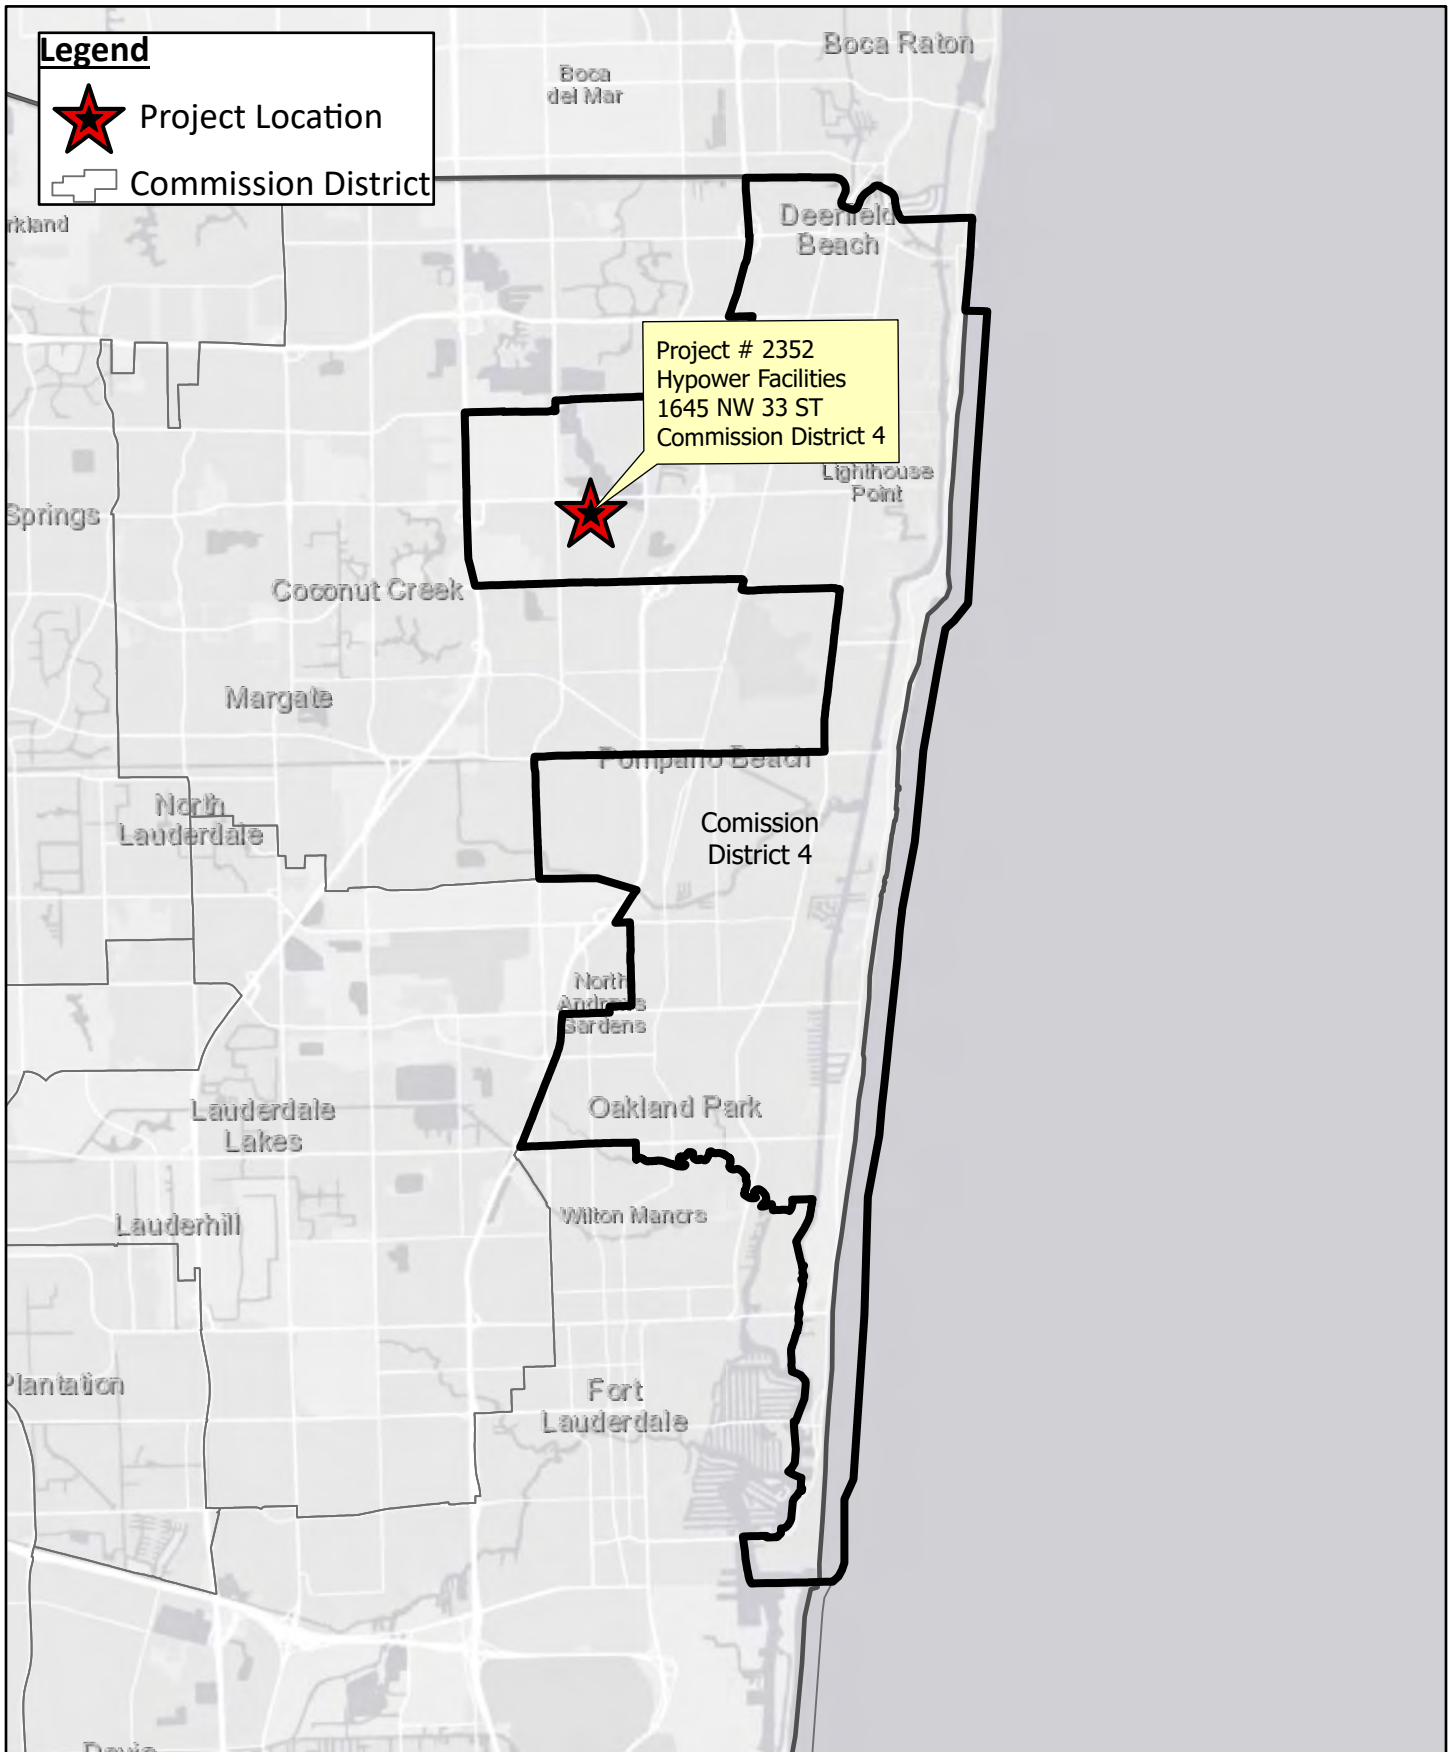 Legend
Project Location
Commission District
Boca Raton
Boca
del Mar
rkland
Deerfield
Beach
Project # 2352
Hypower Facilities
1645 NW 33 ST
Commission District 4
Lighthouse
Point
Springs
Coconut Creek
Margate
Pompano Beach
North
Lauderdale
Comission
District 4
North
Andrews
Gardens
Lauderdale
Lakes
Oakland Park
Lauderhill
Wilton Manors
Plantation
Fort
Lauderdale
Davie